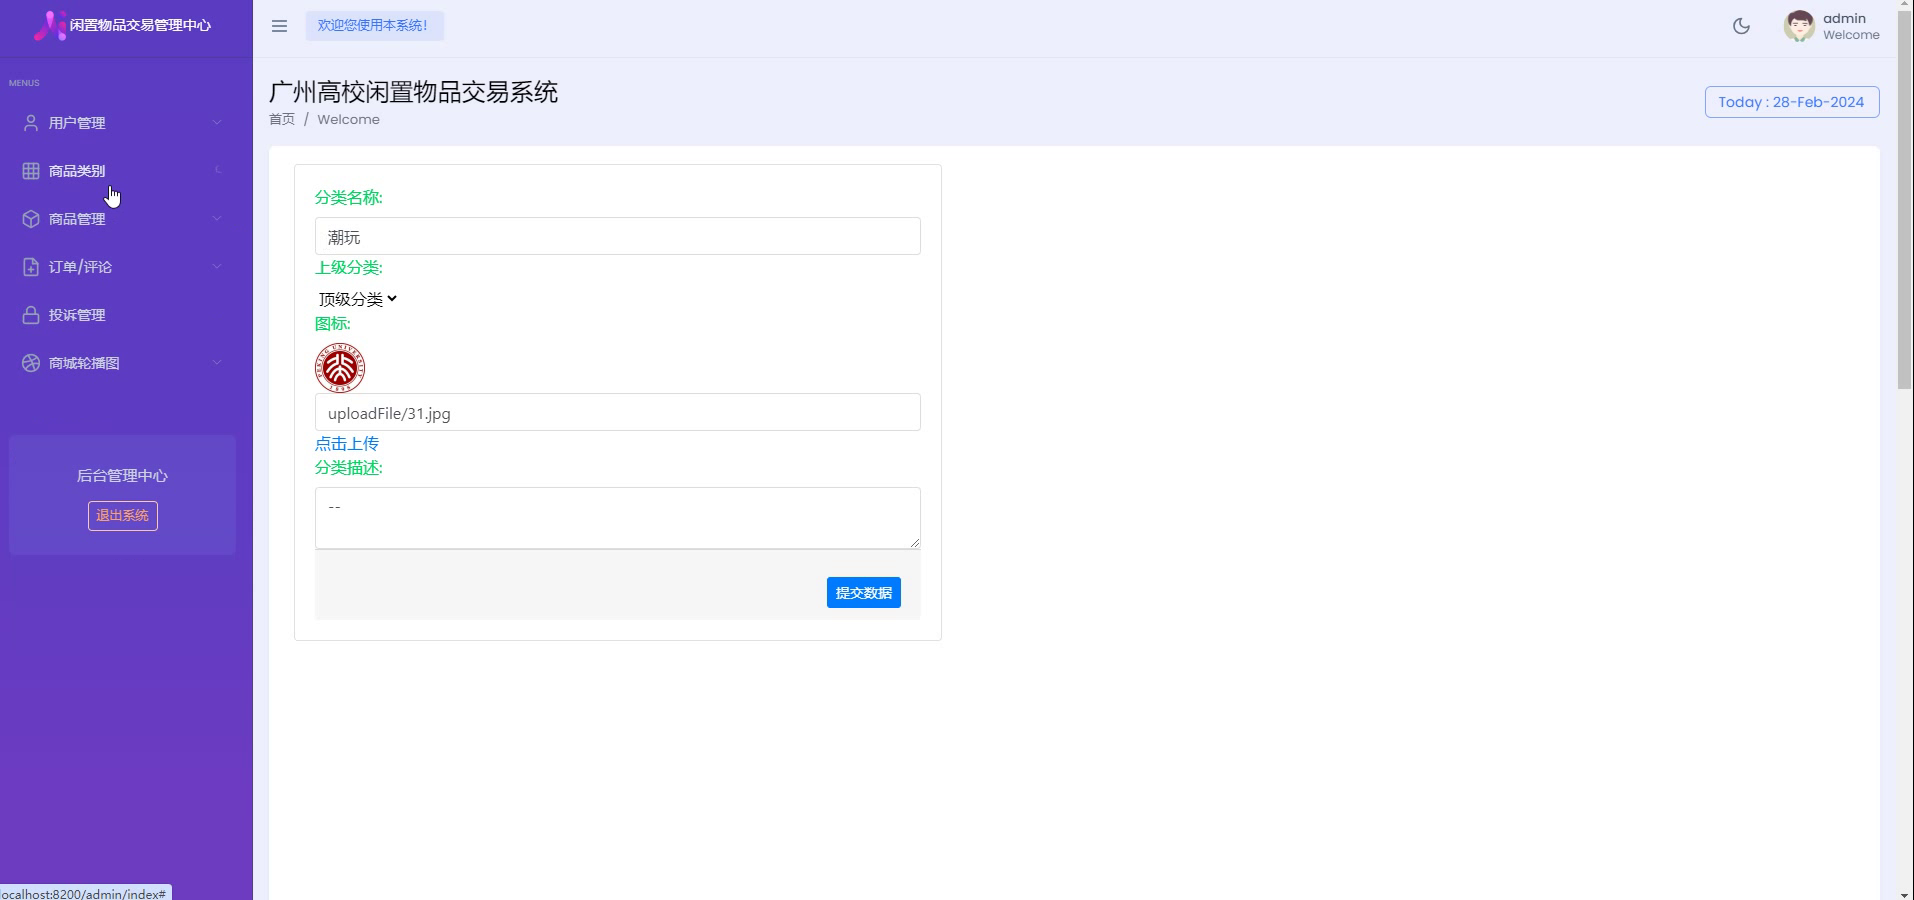 闲置物品交易管理中心
欢迎您使用本系统!
admin
Welcome
MENUS
用户管理
商品类别
商品管理
订单/评论
投诉管理
商城轮播图
后台管理中心
退出系统
广州高校闲置物品交易系统
首页 / Welcome
Today : 28-Feb-2024
分类名称:
潮玩
上级分类:
顶级分类
图标:
uploadFile/31.jpg
点击上传
分类描述:
--
提交数据
localhost:8200/admin/index#